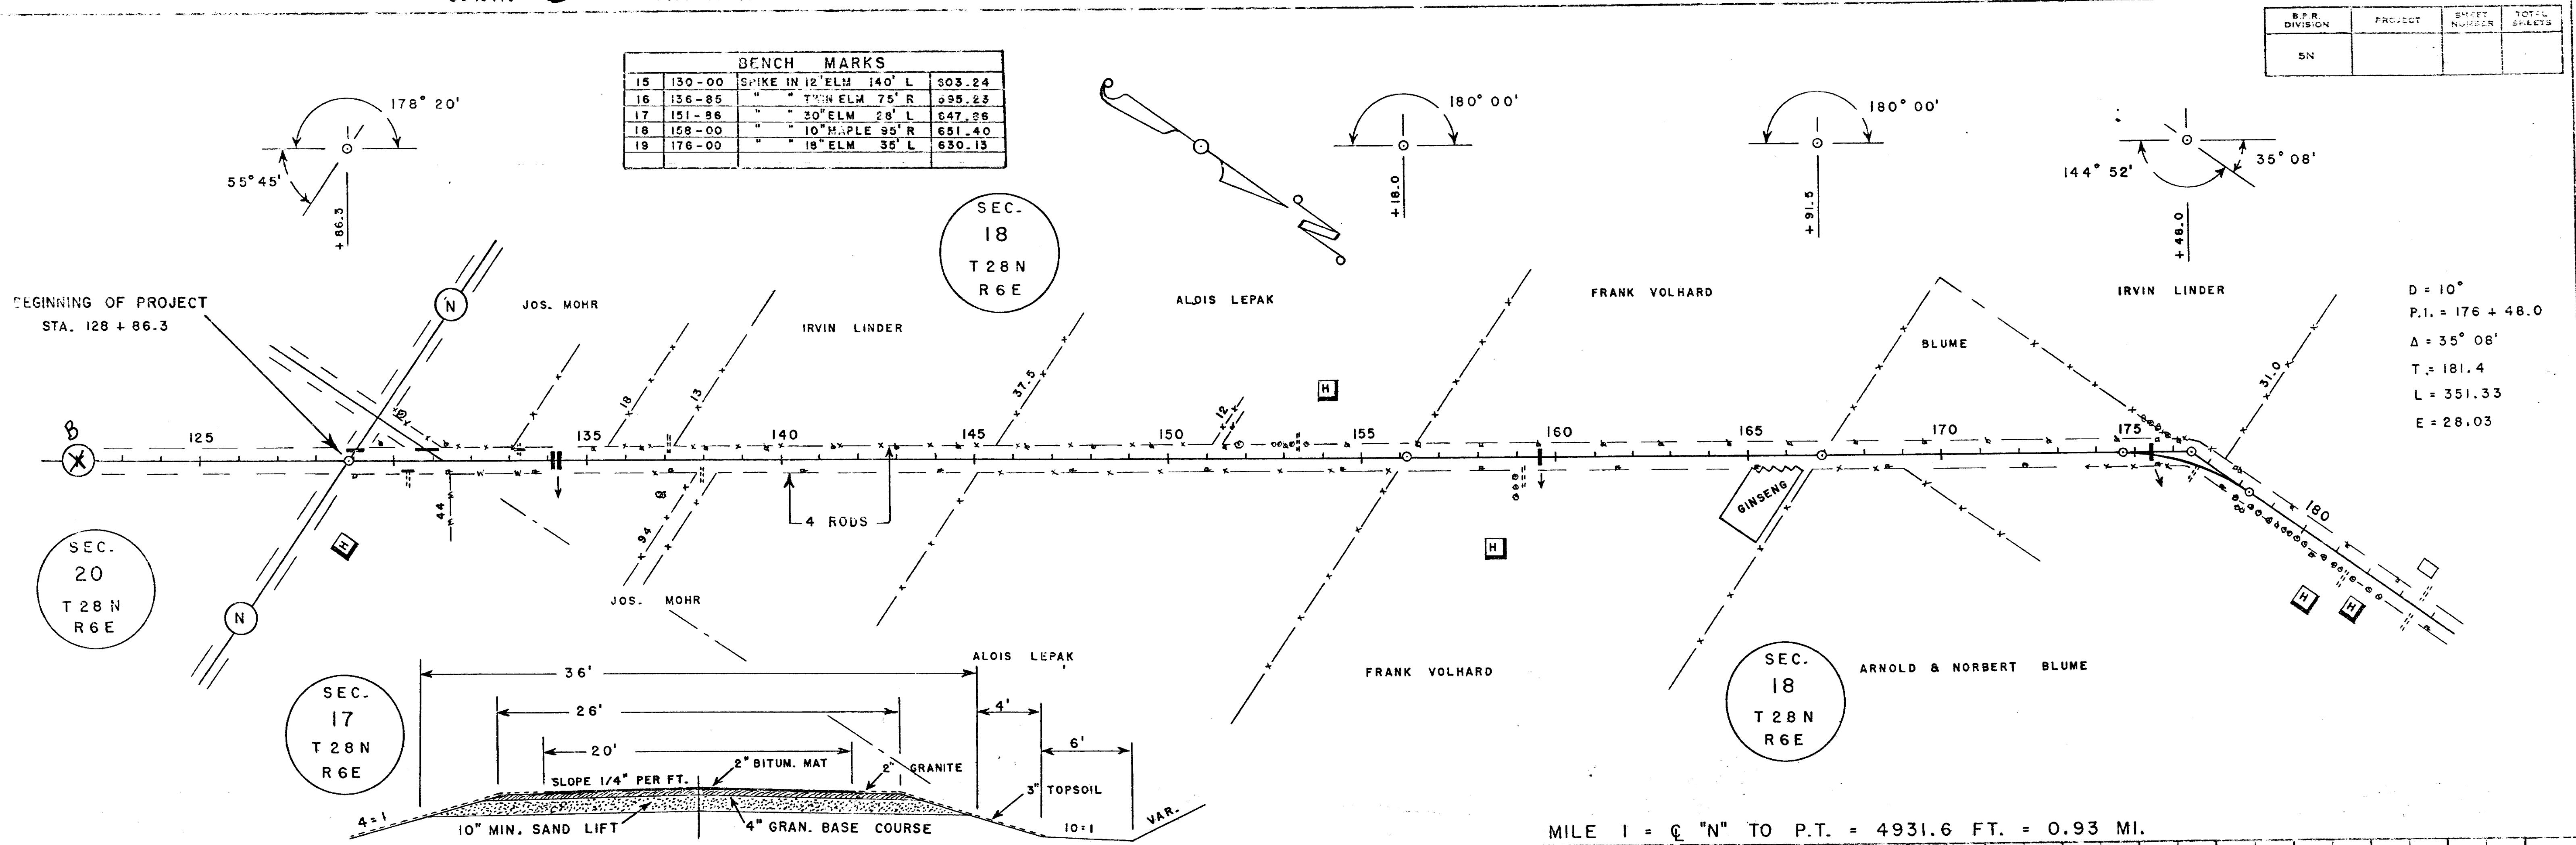 B.P.R. DIVISION PROJECT SHEET NUMBER TOTAL SHEETS
5N
BENCH MARKS
15 130-00 SPIKE IN 12"ELM 140' L 603.24
16 136-85 " " TWIN ELM 75' R 595.23
17 151-86 " " 30"ELM 28' L 647.86
18 158-00 " " 10"MAPLE 95' R 651.40
19 176-00 " " 18"ELM 35' L 630.13
178° 20'
55° 45'
+ 86.3
180° 00'
+ 18.0
180° 00'
+ 91.5
144° 52'
35° 08'
+ 48.0
SEC.
18
T 28 N
R 6 E
BEGINNING OF PROJECT
STA. 128 + 86.3
N
JOS. MOHR
IRVIN LINDER
ALOIS LEPAK
FRANK VOLHARD
BLUME
IRVIN LINDER
D = 10°
P.I. = 176 + 48.0
Δ = 35° 08'
T = 181.4
L = 351.33
E = 28.03
18
13
37.5
12
H
31.0
B
X
125
135
140
145
150
155
160
165
170
175
180
44
94
4 RODS
GINSENG
H
H
H
H
N
SEC.
20
T 28 N
R 6 E
JOS. MOHR
ALOIS LEPAK
FRANK VOLHARD
ARNOLD & NORBERT BLUME
SEC.
18
T 28 N
R 6 E
SEC.
17
T 28 N
R 6 E
36'
26'
4'
20'
6'
2" BITUM. MAT
2" GRANITE
SLOPE 1/4" PER FT.
3" TOPSOIL
4=1
10" MIN. SAND LIFT
4" GRAN. BASE COURSE
10=1
VAR.
MILE 1 = ℄ "N" TO P.T. = 4931.6 FT. = 0.93 MI.